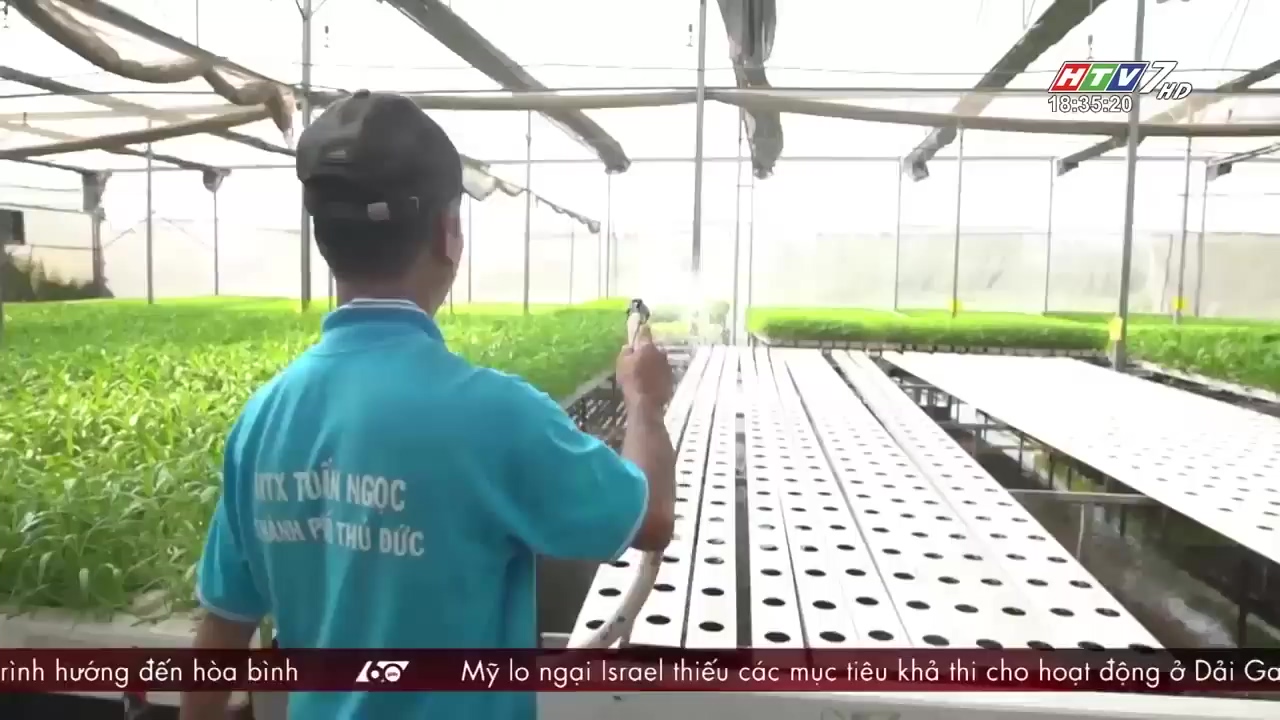 HTV7 HD
18:35:20
HTX TUẤN NGỌC
THÀNH PHỐ THỦ ĐỨC
rình hướng đến hòa bình 60 Mỹ lo ngại Israel thiếu các mục tiêu khả thi cho hoạt động ở Dải Ga